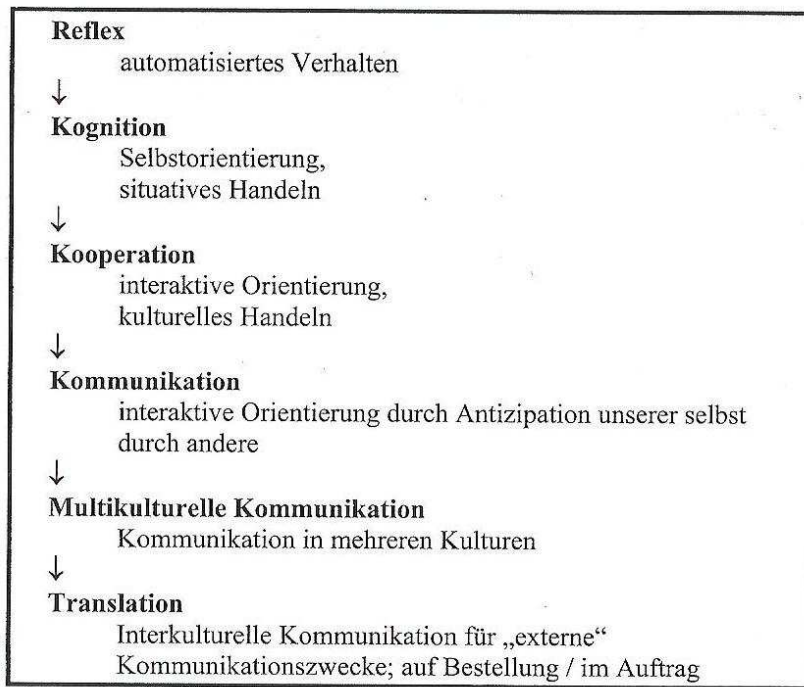 Reflex
automatisiertes Verhalten
↓
Kognition
Selbstorientierung,
situatives Handeln
↓
Kooperation
interaktive Orientierung,
kulturelles Handeln
↓
Kommunikation
interaktive Orientierung durch Antizipation unserer selbst
durch andere
↓
Multikulturelle Kommunikation
Kommunikation in mehreren Kulturen
↓
Translation
Interkulturelle Kommunikation für „externe“
Kommunikationszwecke; auf Bestellung / im Auftrag